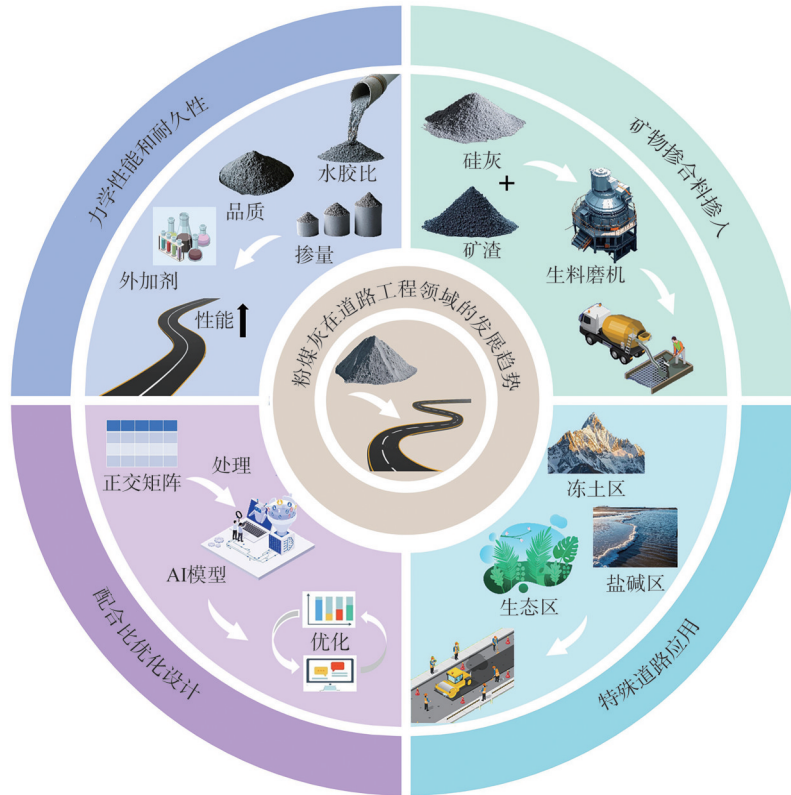 力学性能和耐久性
水胶比
品质
掺量
外加剂
性能
矿物掺合料掺入
硅灰
+
矿渣
生料磨机
粉煤灰在道路工程领域的发展趋势
正交矩阵
处理
AI模型
优化
配合比优化设计
冻土区
盐碱区
生态区
特殊道路应用